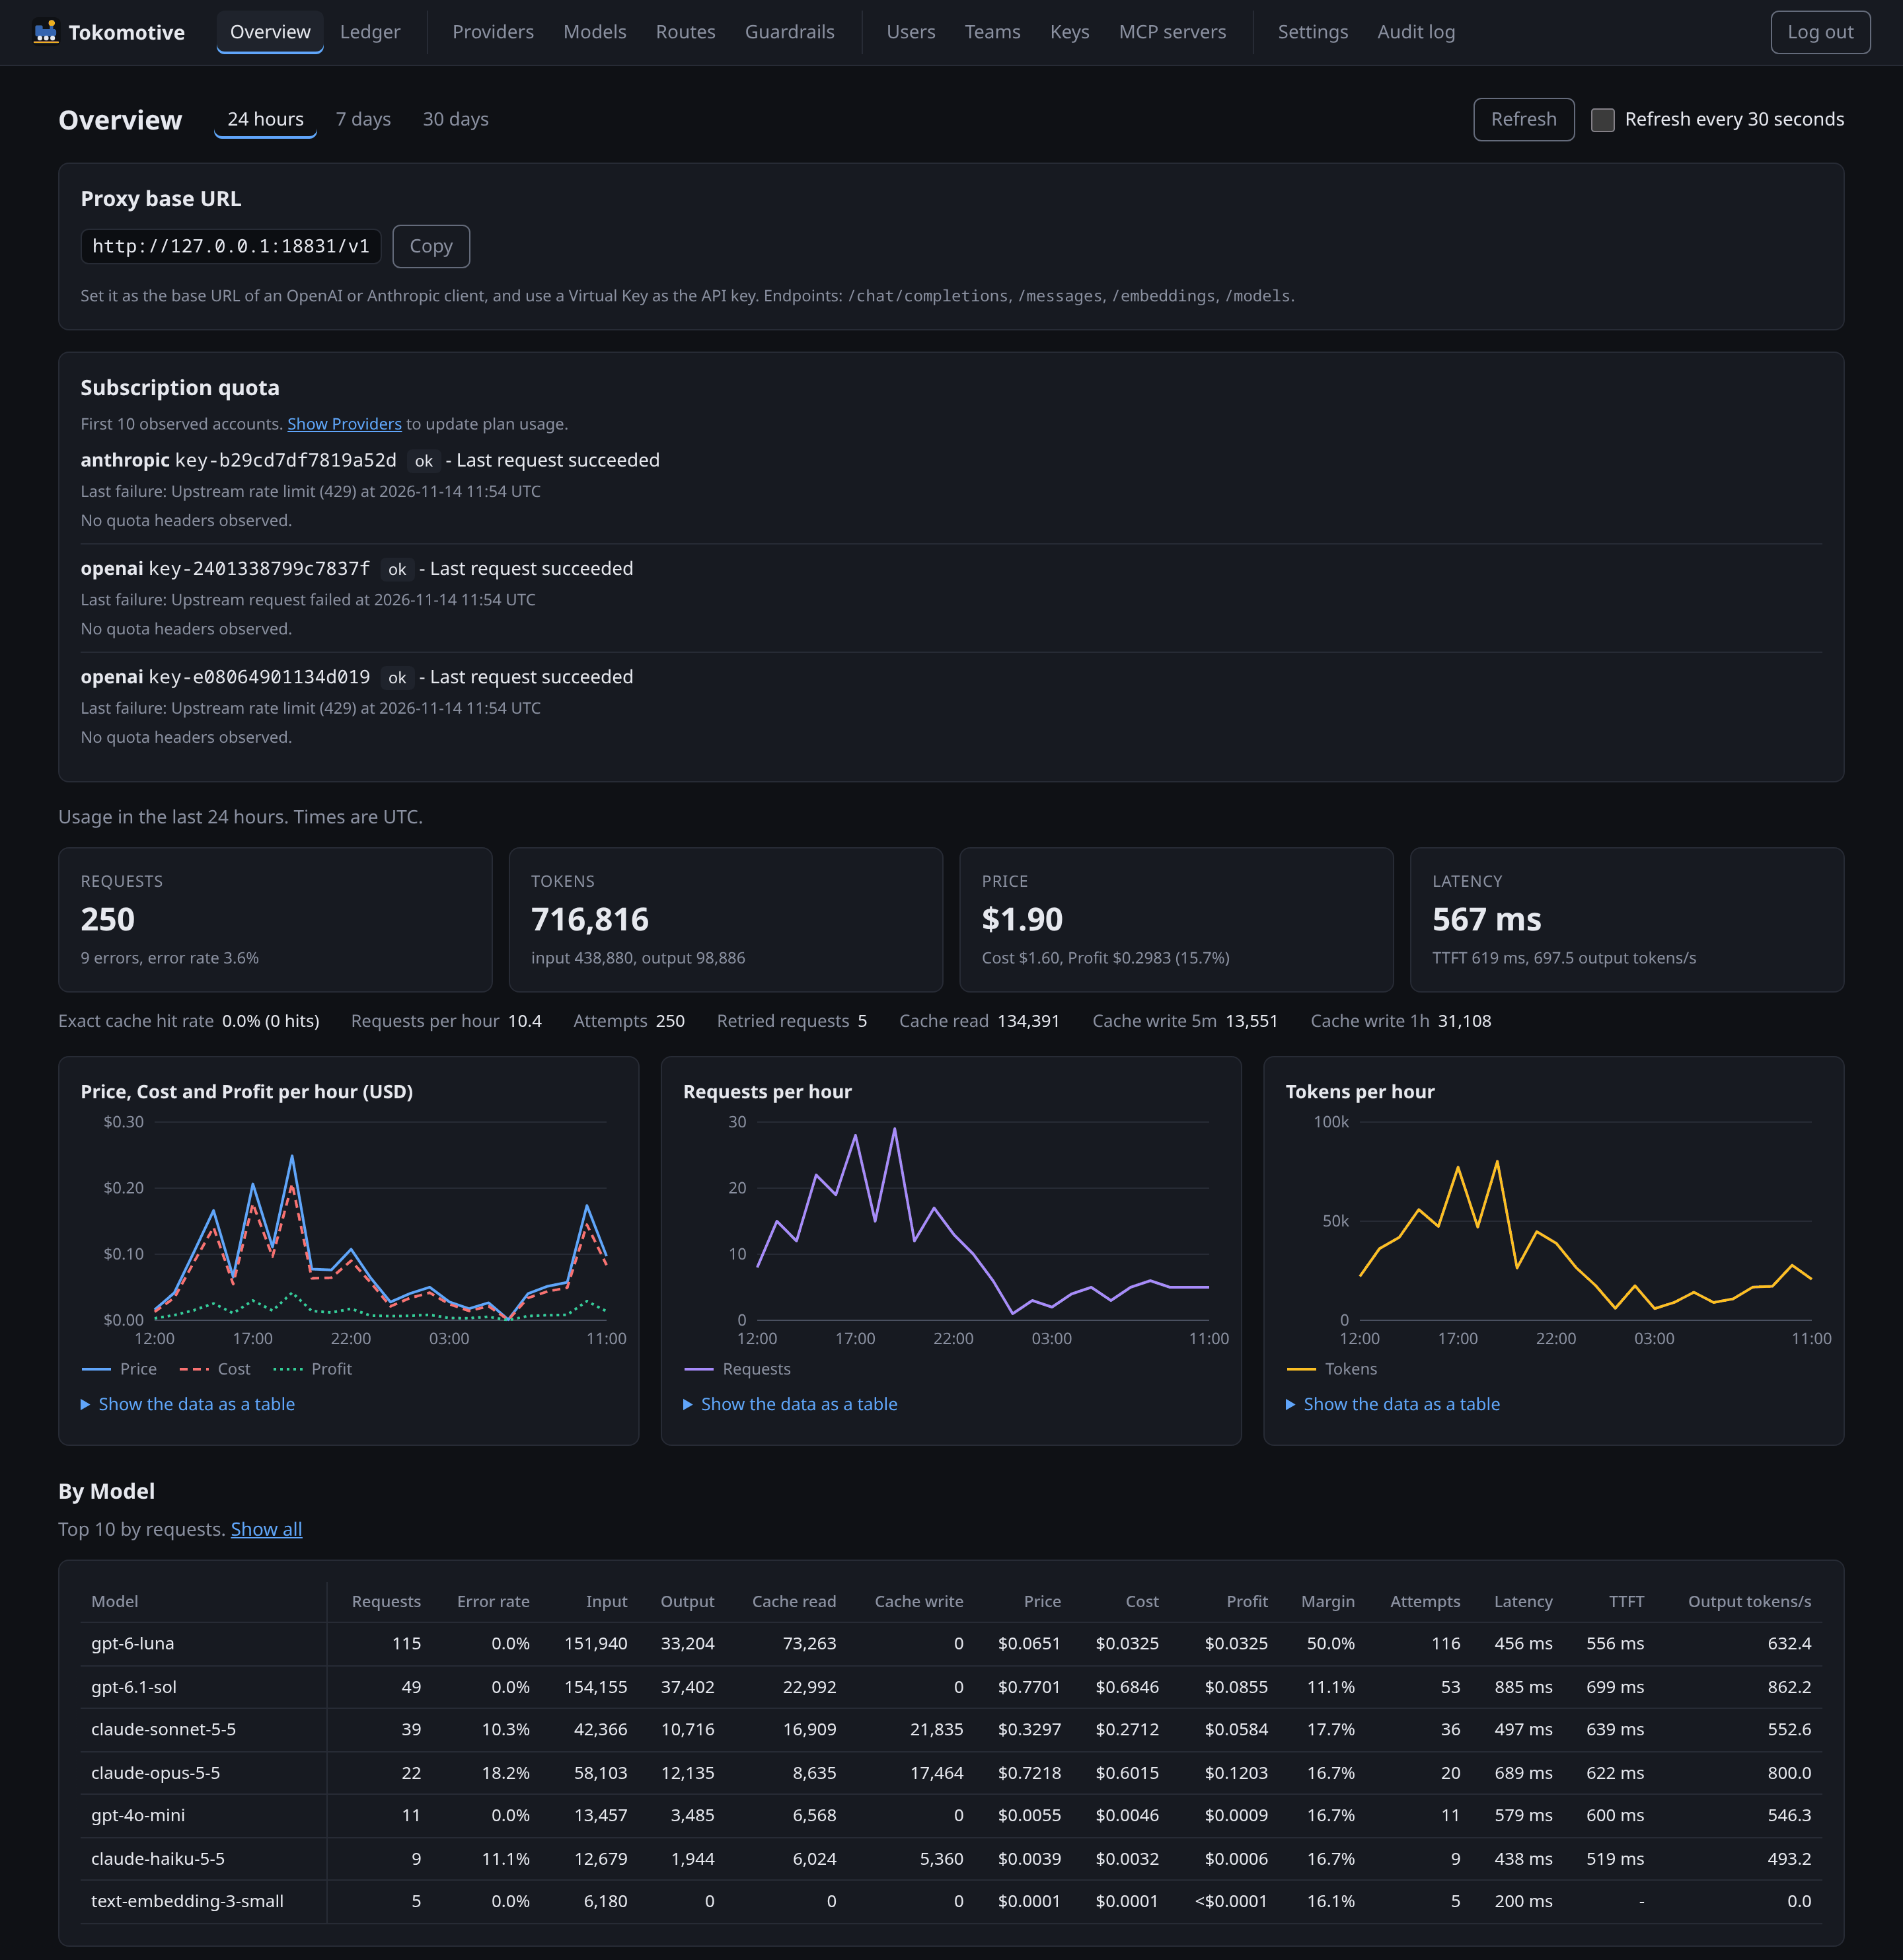 Tokomotive Overview Ledger Providers Models Routes Guardrails Users Teams Keys MCP servers Settings Audit log Log out
Overview 24 hours 7 days 30 days Refresh Refresh every 30 seconds
Proxy base URL
http://127.0.0.1:18831/v1 Copy
Set it as the base URL of an OpenAI or Anthropic client, and use a Virtual Key as the API key. Endpoints: /chat/completions, /messages, /embeddings, /models.
Subscription quota
First 10 observed accounts. Show Providers to update plan usage.
anthropic key-b29cd7df7819a52d ok - Last request succeeded
Last failure: Upstream rate limit (429) at 2026-11-14 11:54 UTC
No quota headers observed.
openai key-2401338799c7837f ok - Last request succeeded
Last failure: Upstream request failed at 2026-11-14 11:54 UTC
No quota headers observed.
openai key-e08064901134d019 ok - Last request succeeded
Last failure: Upstream rate limit (429) at 2026-11-14 11:54 UTC
No quota headers observed.
Usage in the last 24 hours. Times are UTC.
REQUESTS
250
9 errors, error rate 3.6%
TOKENS
716,816
input 438,880, output 98,886
PRICE
$1.90
Cost $1.60, Profit $0.2983 (15.7%)
LATENCY
567 ms
TTFT 619 ms, 697.5 output tokens/s
Exact cache hit rate 0.0% (0 hits) Requests per hour 10.4 Attempts 250 Retried requests 5 Cache read 134,391 Cache write 5m 13,551 Cache write 1h 31,108
Price, Cost and Profit per hour (USD)
$0.30
$0.20
$0.10
$0.00
12:00 17:00 22:00 03:00 11:00
Price Cost Profit
Show the data as a table
Requests per hour
30
20
10
0
12:00 17:00 22:00 03:00 11:00
Requests
Show the data as a table
Tokens per hour
100k
50k
0
12:00 17:00 22:00 03:00 11:00
Tokens
Show the data as a table
By Model
Top 10 by requests. Show all
Model Requests Error rate Input Output Cache read Cache write Price Cost Profit Margin Attempts Latency TTFT Output tokens/s
gpt-6-luna 115 0.0% 151,940 33,204 73,263 0 $0.0651 $0.0325 $0.0325 50.0% 116 456 ms 556 ms 632.4
gpt-6.1-sol 49 0.0% 154,155 37,402 22,992 0 $0.7701 $0.6846 $0.0855 11.1% 53 885 ms 699 ms 862.2
claude-sonnet-5-5 39 10.3% 42,366 10,716 16,909 21,835 $0.3297 $0.2712 $0.0584 17.7% 36 497 ms 639 ms 552.6
claude-opus-5-5 22 18.2% 58,103 12,135 8,635 17,464 $0.7218 $0.6015 $0.1203 16.7% 20 689 ms 622 ms 800.0
gpt-4o-mini 11 0.0% 13,457 3,485 6,568 0 $0.0055 $0.0046 $0.0009 16.7% 11 579 ms 600 ms 546.3
claude-haiku-5-5 9 11.1% 12,679 1,944 6,024 5,360 $0.0039 $0.0032 $0.0006 16.7% 9 438 ms 519 ms 493.2
text-embedding-3-small 5 0.0% 6,180 0 0 0 $0.0001 $0.0001 <$0.0001 16.1% 5 200 ms - 0.0